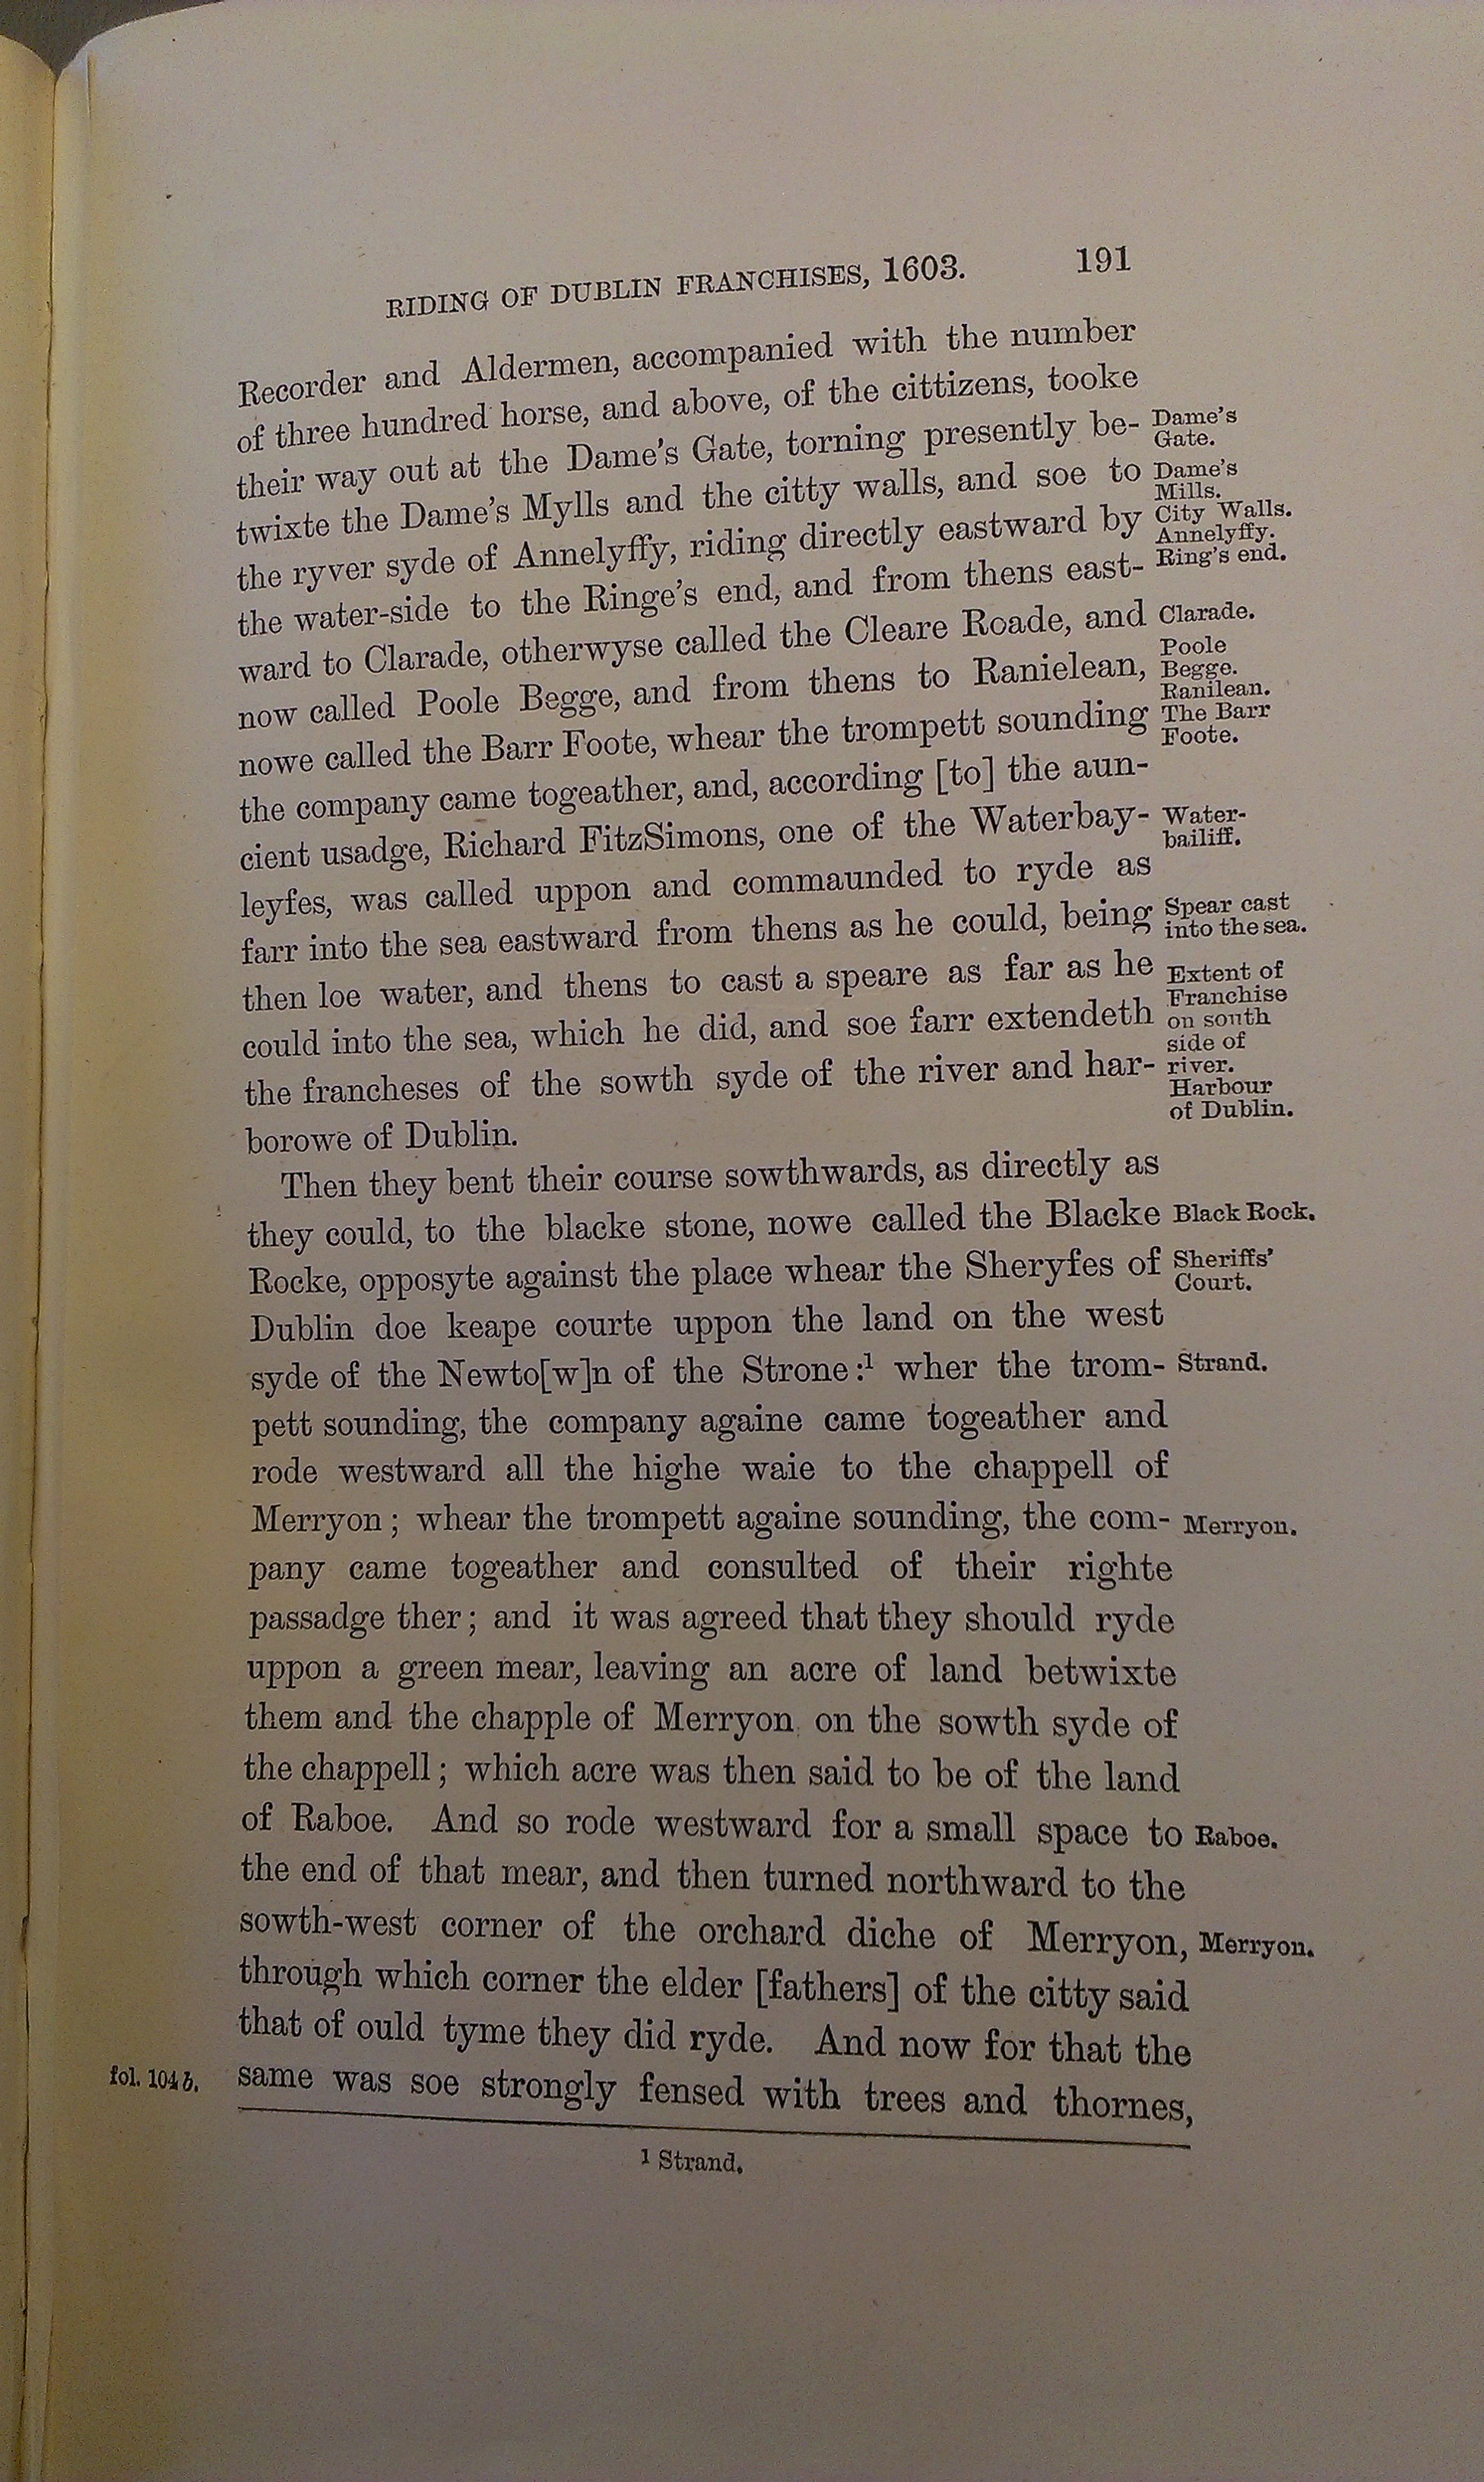 RIDING OF DUBLIN FRANCHISES, 1603. 191
Recorder and Aldermen, accompanied with the number
of three hundred horse, and above, of the cittizens, tooke
their way out at the Dame's Gate, torning presently be-
Dame's
Gate.
twixte the Dame's Mylls and the citty walls, and soe to
Dame's
Mills.
the ryver syde of Annelyffy, riding directly eastward by
City Walls.
Annelyffy.
the water-side to the Ringe's end, and from thens east-
Ring's end.
ward to Clarade, otherwyse called the Cleare Roade, and
Clarade.
now called Poole Begge, and from thens to Ranielean,
Poole
Begge.
Ranilean.
nowe called the Barr Foote, whear the trompett sounding
The Barr
Foote.
the company came togeather, and, according [to] the aun-
cient usadge, Richard FitzSimons, one of the Waterbay-
Water-
bailiff.
leyfes, was called uppon and commaunded to ryde as
farr into the sea eastward from thens as he could, being
Spear cast
into the sea.
then loe water, and thens to cast a speare as far as he
could into the sea, which he did, and soe farr extendeth
Extent of
Franchise
on south
side of
river.
the francheses of the sowth syde of the river and har-
Harbour
of Dublin.
borowe of Dublin.
Then they bent their course sowthwards, as directly as
they could, to the blacke stone, nowe called the Blacke
Black Rock.
Rocke, opposyte against the place whear the Sheryfes of
Sheriffs'
Court.
Dublin doe keape courte uppon the land on the west
syde of the Newto[w]n of the Strone:¹ wher the trom-
Strand.
pett sounding, the company againe came togeather and
rode westward all the highe waie to the chappell of
Merryon; whear the trompett againe sounding, the com-
Merryon.
pany came togeather and consulted of their righte
passadge ther; and it was agreed that they should ryde
uppon a green mear, leaving an acre of land betwixte
them and the chapple of Merryon on the sowth syde of
the chappell; which acre was then said to be of the land
of Raboe. And so rode westward for a small space to
Raboe.
the end of that mear, and then turned northward to the
sowth-west corner of the orchard diche of Merryon,
Merryon.
through which corner the elder [fathers] of the citty said
that of ould tyme they did ryde. And now for that the
fol. 104 b.
same was soe strongly fensed with trees and thornes,
¹ Strand.